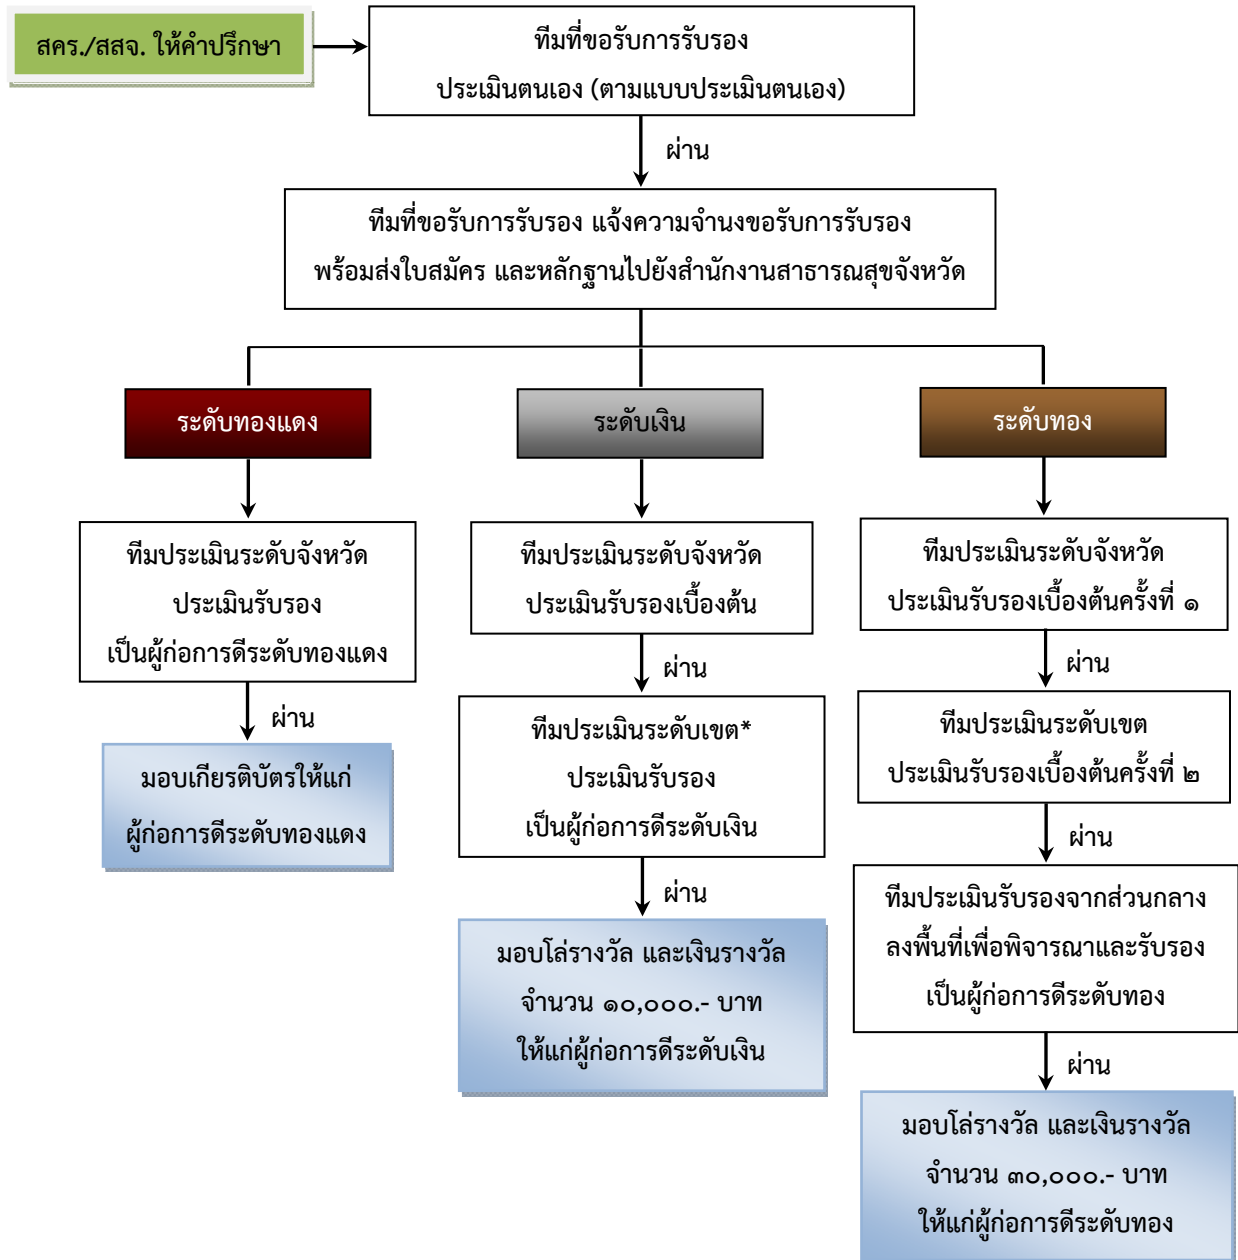 สคร./สสจ. ให้คำปรึกษา
ทีมที่ขอรับการรับรอง
ประเมินตนเอง (ตามแบบประเมินตนเอง)
ผ่าน
ทีมที่ขอรับการรับรอง แจ้งความจำนงขอรับการรับรอง
พร้อมส่งใบสมัคร และหลักฐานไปยังสำนักงานสาธารณสุขจังหวัด
ระดับทองแดง
ทีมประเมินระดับจังหวัด
ประเมินรับรอง
เป็นผู้ก่อการดีระดับทองแดง
ผ่าน
มอบเกียรติบัตรให้แก่
ผู้ก่อการดีระดับทองแดง
ระดับเงิน
ทีมประเมินระดับจังหวัด
ประเมินรับรองเบื้องต้น
ผ่าน
ทีมประเมินระดับเขต*
ประเมินรับรอง
เป็นผู้ก่อการดีระดับเงิน
ผ่าน
มอบโล่รางวัล และเงินรางวัล
จำนวน ๑๐,๐๐๐.- บาท
ให้แก่ผู้ก่อการดีระดับเงิน
ระดับทอง
ทีมประเมินระดับจังหวัด
ประเมินรับรองเบื้องต้นครั้งที่ ๑
ผ่าน
ทีมประเมินระดับเขต
ประเมินรับรองเบื้องต้นครั้งที่ ๒
ผ่าน
ทีมประเมินรับรองจากส่วนกลาง
ลงพื้นที่เพื่อพิจารณาและรับรอง
เป็นผู้ก่อการดีระดับทอง
ผ่าน
มอบโล่รางวัล และเงินรางวัล
จำนวน ๓๐,๐๐๐.- บาท
ให้แก่ผู้ก่อการดีระดับทอง